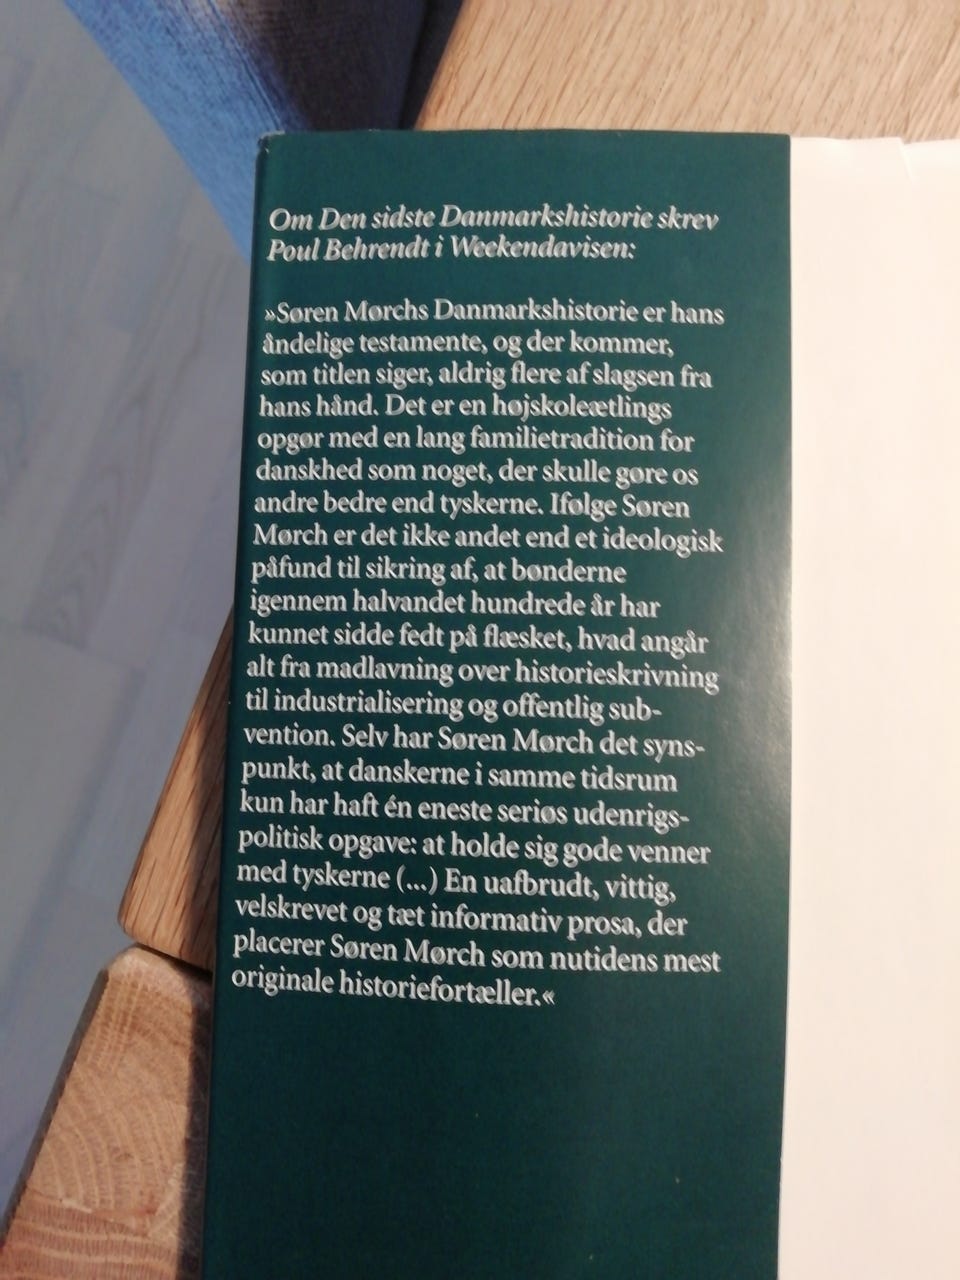 Om Den sidste Danmarkshistorie skrev
Poul Behrendt i Weekendavisen:
»Søren Mørchs Danmarkshistorie er hans
åndelige testamente, og der kommer,
som titlen siger, aldrig flere af slagsen fra
hans hånd. Det er en højskoleætlings
opgør med en lang familietradition for
danskhed som noget, der skulle gøre os
andre bedre end tyskerne. Ifølge Søren
Mørch er det ikke andet end et ideologisk
påfund til sikring af, at bønderne
igennem halvandet hundrede år har
kunnet sidde fedt på flæsket, hvad angår
alt fra madlavning over historieskrivning
til industrialisering og offentlig sub-
vention. Selv har Søren Mørch det syns-
punkt, at danskerne i samme tidsrum
kun har haft én eneste seriøs udenrigs-
politisk opgave: at holde sig gode venner
med tyskerne (...) En uafbrudt, vittig,
velskrevet og tæt informativ prosa, der
placerer Søren Mørch som nutidens mest
originale historiefortæller.«